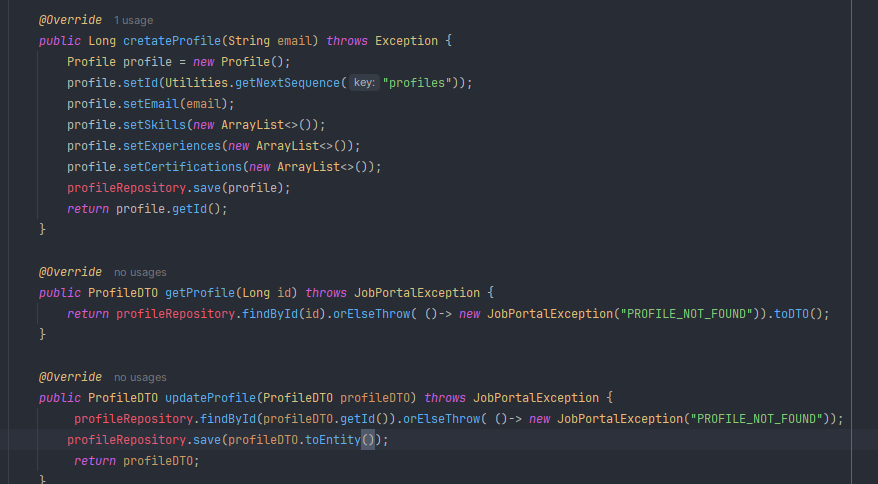 @Override 1 usage
public Long cretateProfile(String email) throws Exception {
Profile profile = new Profile();
profile.setId(Utilities.getNextSequence( key: "profiles"));
profile.setEmail(email);
profile.setSkills(new ArrayList<>());
profile.setExperiences(new ArrayList<>());
profile.setCertifications(new ArrayList<>());
profileRepository.save(profile);
return profile.getId();
}
@Override no usages
public ProfileDTO getProfile(Long id) throws JobPortalException {
return profileRepository.findById(id).orElseThrow( ()-> new JobPortalException("PROFILE_NOT_FOUND")).toDTO();
}
@Override no usages
public ProfileDTO updateProfile(ProfileDTO profileDTO) throws JobPortalException {
profileRepository.findById(profileDTO.getId()).orElseThrow( ()-> new JobPortalException("PROFILE_NOT_FOUND"));
profileRepository.save(profileDTO.toEntity());
return profileDTO;
}